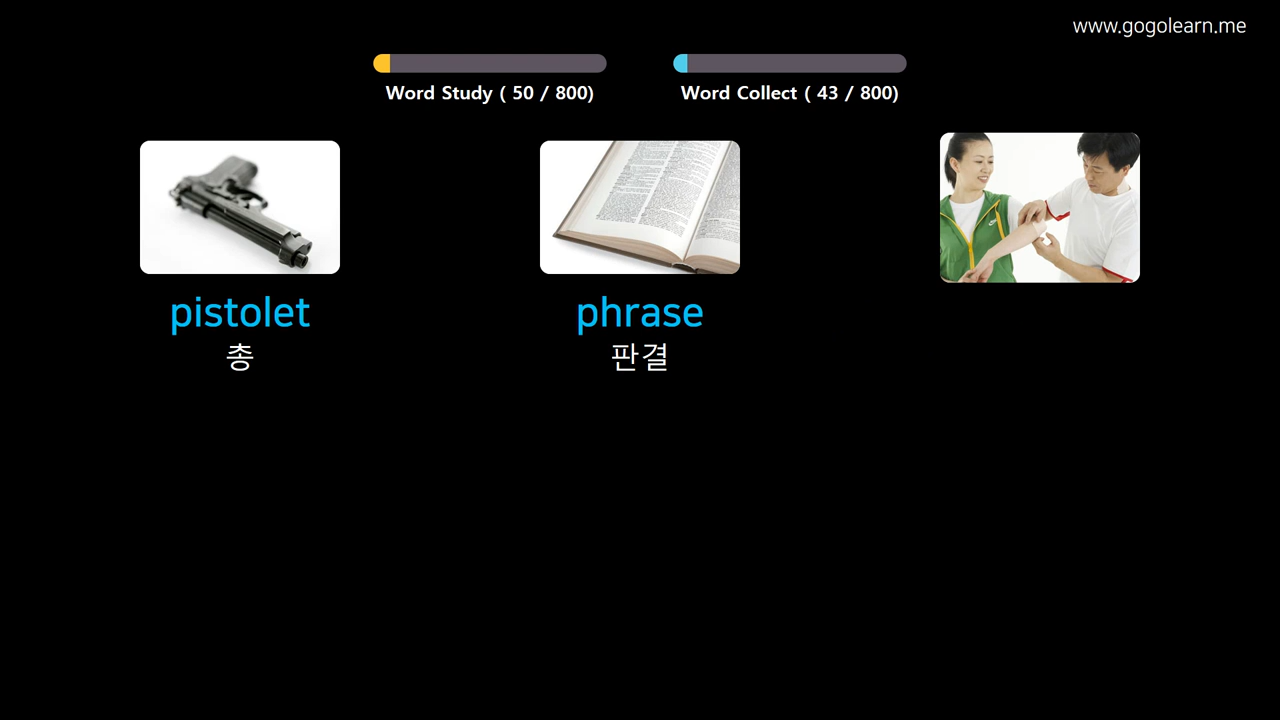 www.gogolearn.me
Word Study ( 50 / 800)
Word Collect ( 43 / 800)
pistolet
총
phrase
판결